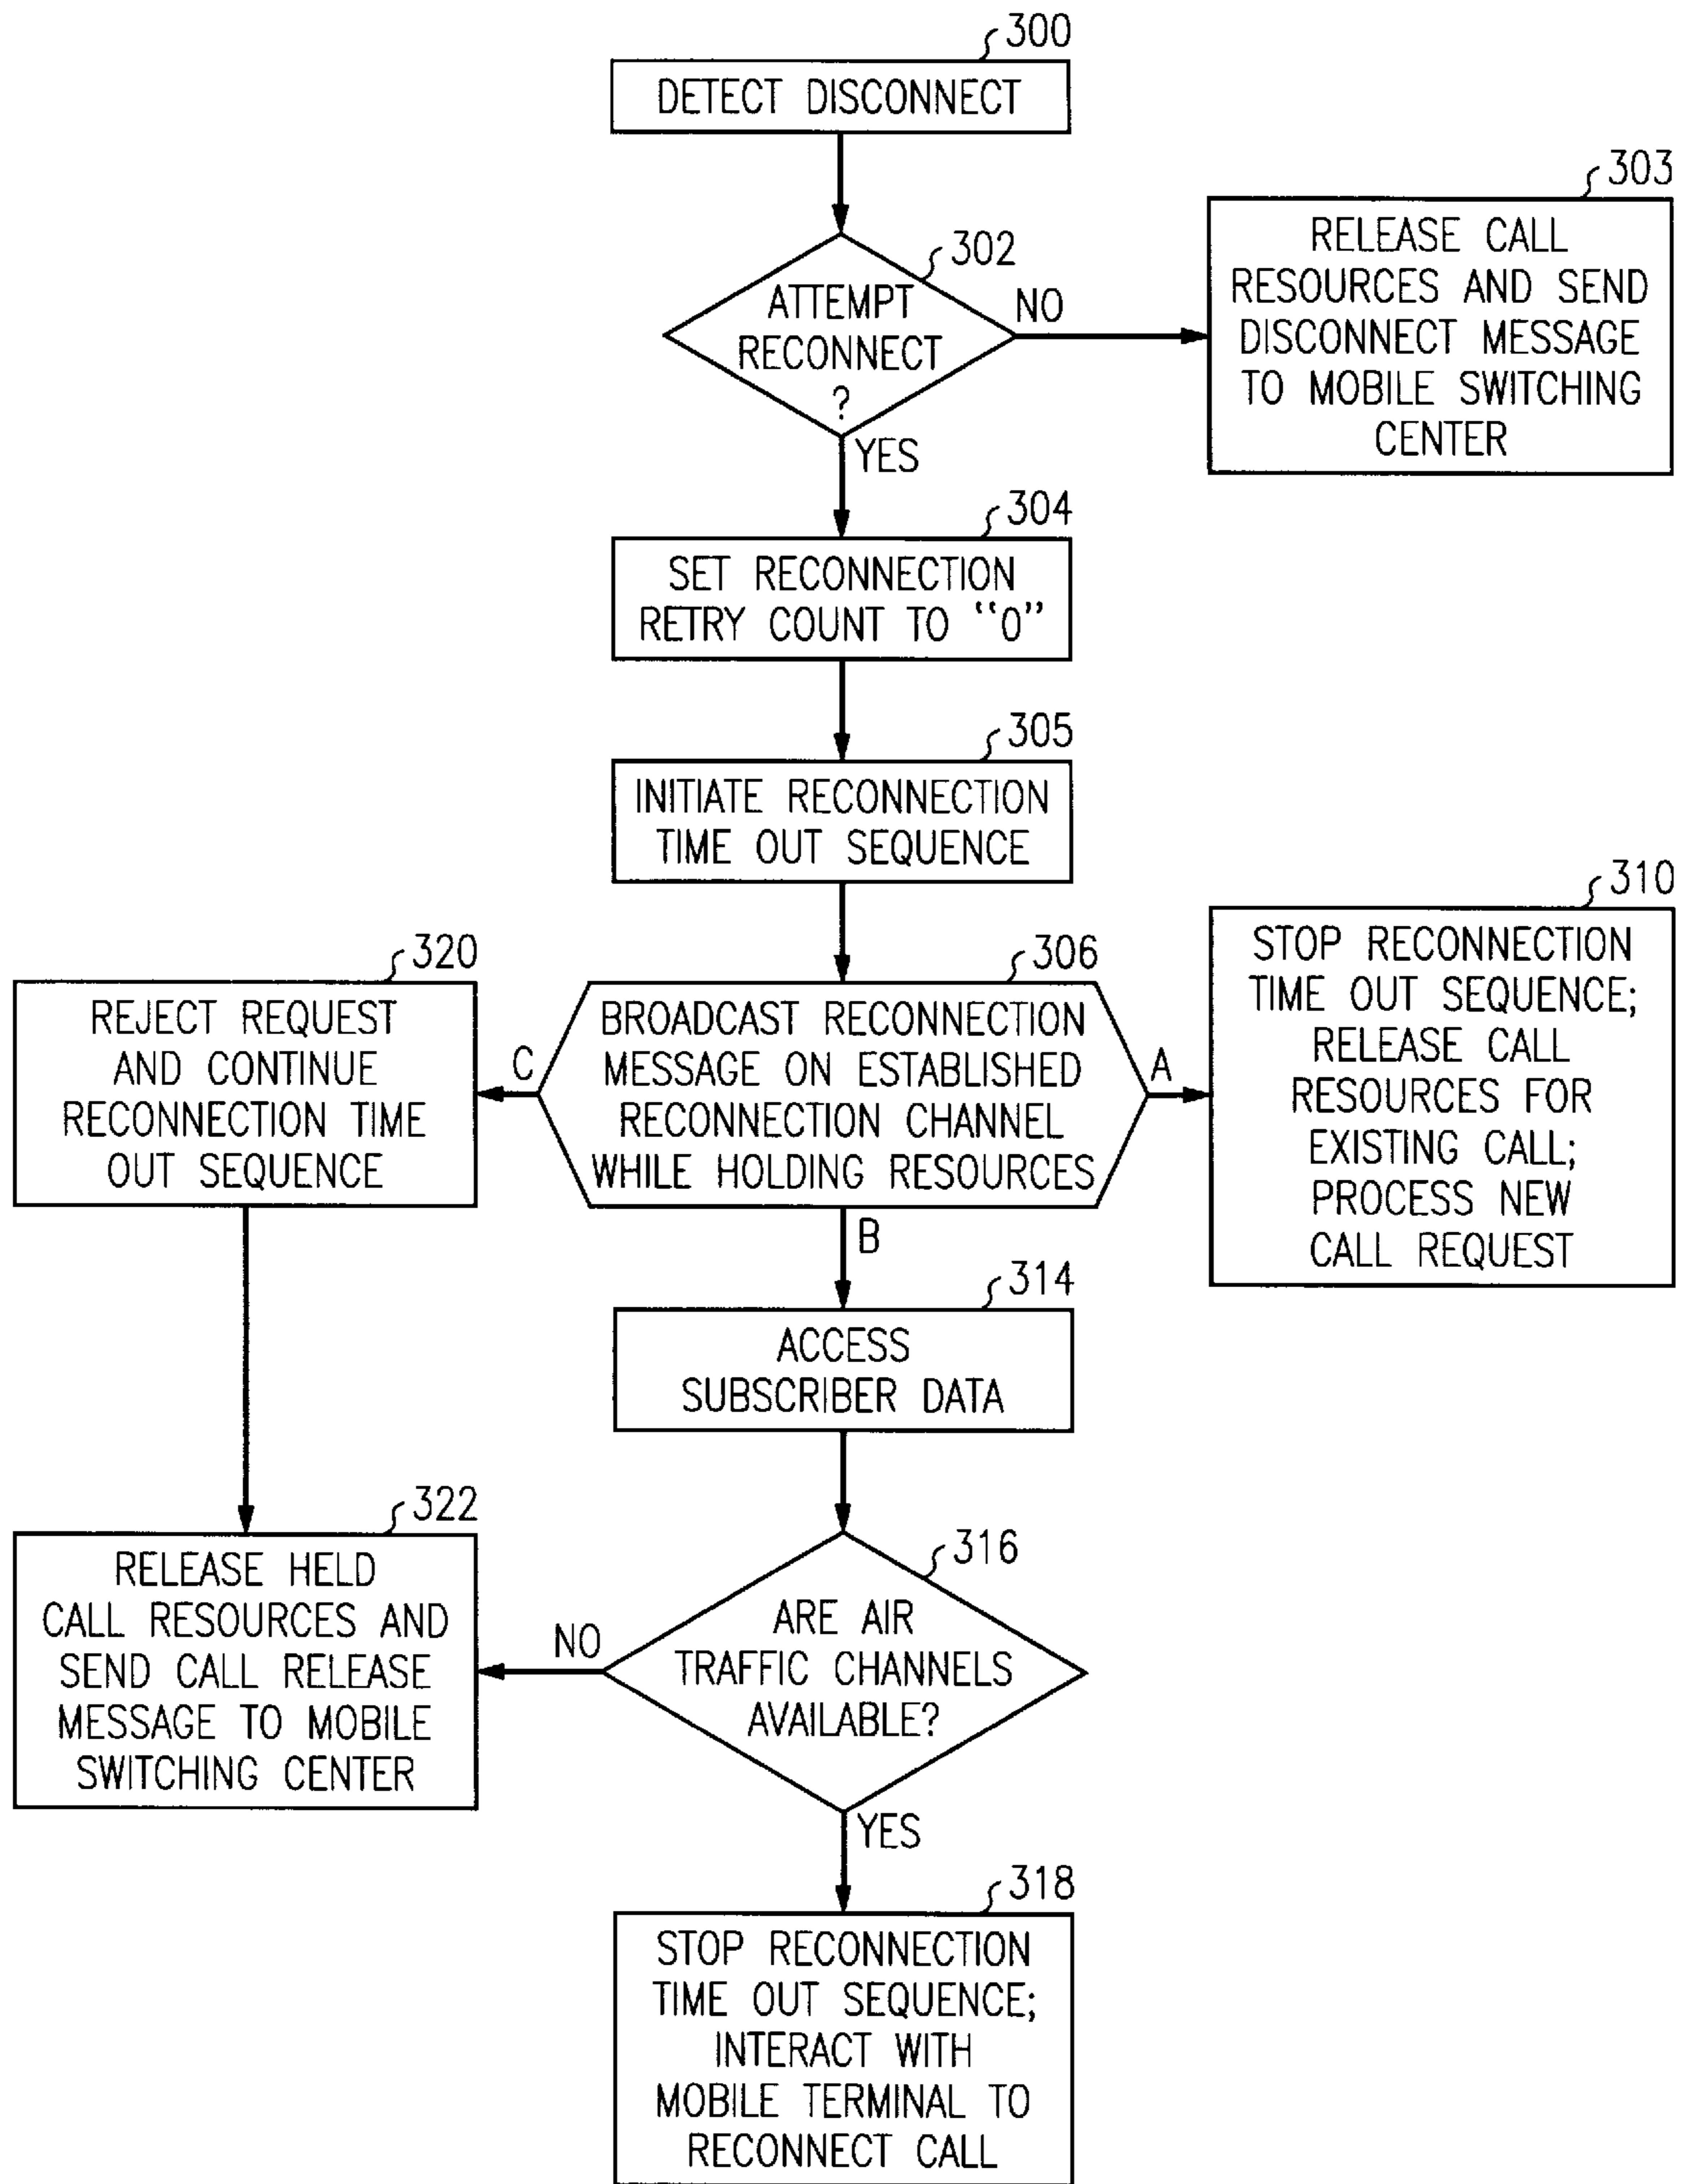 300
DETECT DISCONNECT
302
ATTEMPT
RECONNECT
?
NO
YES
303
RELEASE CALL
RESOURCES AND SEND
DISCONNECT MESSAGE
TO MOBILE SWITCHING
CENTER
304
SET RECONNECTION
RETRY COUNT TO “0”
305
INITIATE RECONNECTION
TIME OUT SEQUENCE
306
BROADCAST RECONNECTION
MESSAGE ON ESTABLISHED
RECONNECTION CHANNEL
WHILE HOLDING RESOURCES
A
B
C
310
STOP RECONNECTION
TIME OUT SEQUENCE;
RELEASE CALL
RESOURCES FOR
EXISTING CALL;
PROCESS NEW
CALL REQUEST
320
REJECT REQUEST
AND CONTINUE
RECONNECTION TIME
OUT SEQUENCE
314
ACCESS
SUBSCRIBER DATA
316
ARE AIR
TRAFFIC CHANNELS
AVAILABLE?
NO
YES
322
RELEASE HELD
CALL RESOURCES AND
SEND CALL RELEASE
MESSAGE TO MOBILE
SWITCHING CENTER
318
STOP RECONNECTION
TIME OUT SEQUENCE;
INTERACT WITH
MOBILE TERMINAL TO
RECONNECT CALL